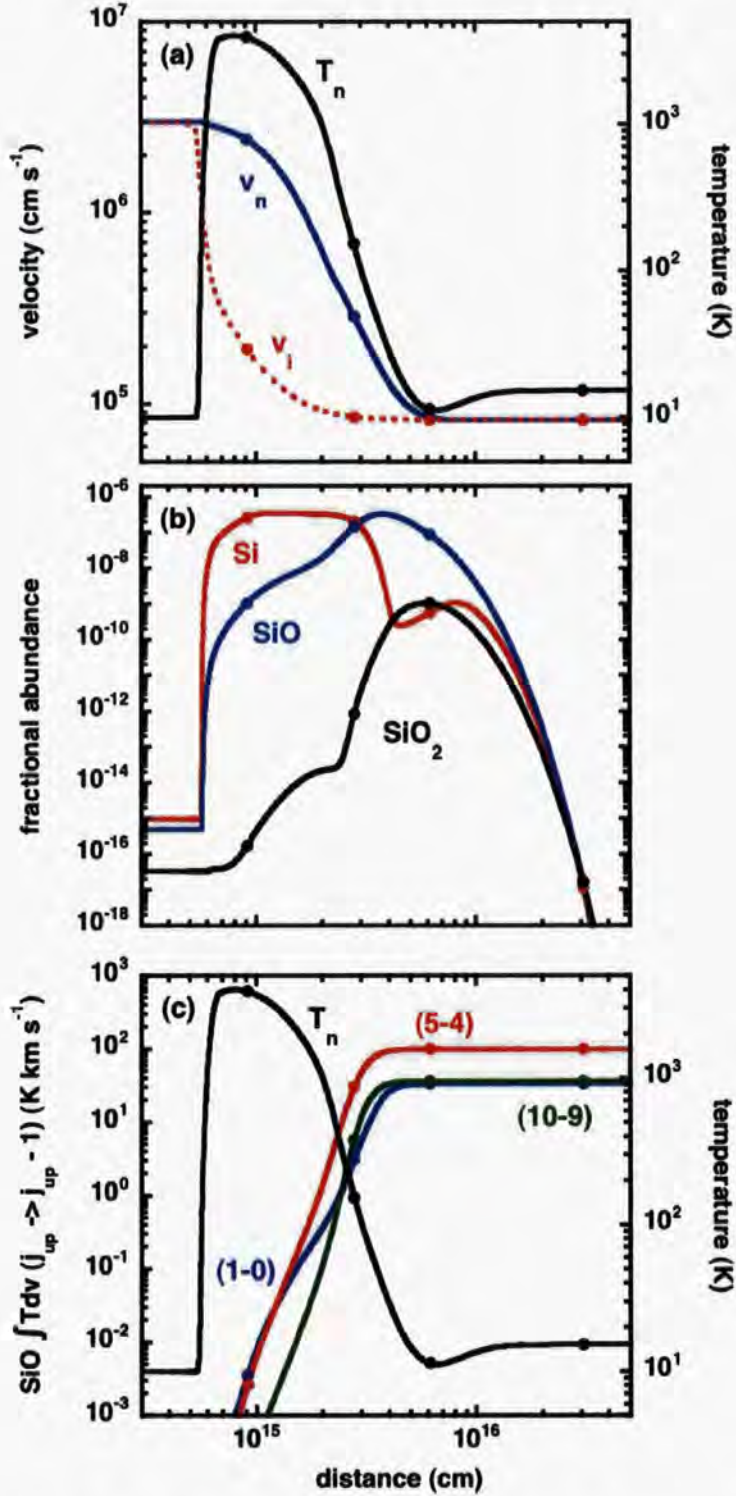 (a)
T_n
v_n
v_i
velocity (cm s^-1)
10^7
10^6
10^5
temperature (K)
10^3
10^2
10^1
(b)
Si
SiO
SiO_2
fractional abundance
10^-6
10^-8
10^-10
10^-12
10^-14
10^-16
10^-18
(c)
T_n
(5-4)
(10-9)
(1-0)
SiO ∫Tdv (j_up -> j_up - 1) (K km s^-1)
10^3
10^2
10^1
10^0
10^-1
10^-2
10^-3
temperature (K)
10^3
10^2
10^1
10^15
10^16
distance (cm)